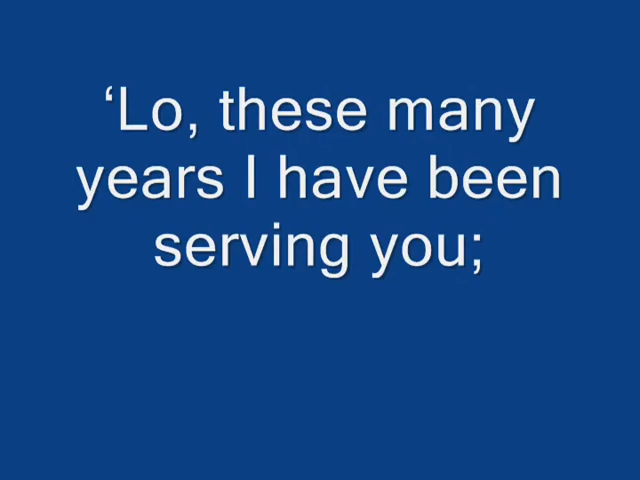 ‘Lo, these many
years I have been
serving you;